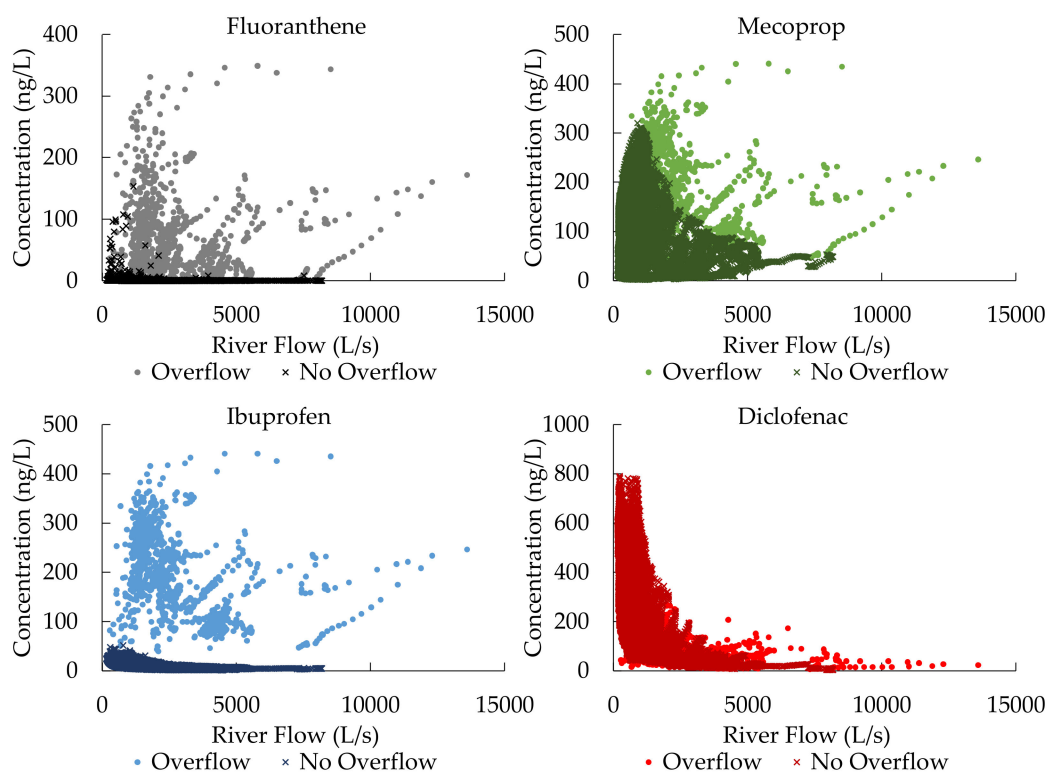 Fluoranthene
Concentration (ng/L)
400
300
200
100
0
0 5000 10000 15000
River Flow (L/s)
Overflow × No Overflow
Mecoprop
Concentration (ng/L)
500
400
300
200
100
0
0 5000 10000 15000
River Flow (L/s)
Overflow × No Overflow
Ibuprofen
Concentration (ng/L)
500
400
300
200
100
0
0 5000 10000 15000
River Flow (L/s)
Overflow × No Overflow
Diclofenac
Concentration (ng/L)
1000
800
600
400
200
0
0 5000 10000 15000
River Flow (L/s)
Overflow × No Overflow